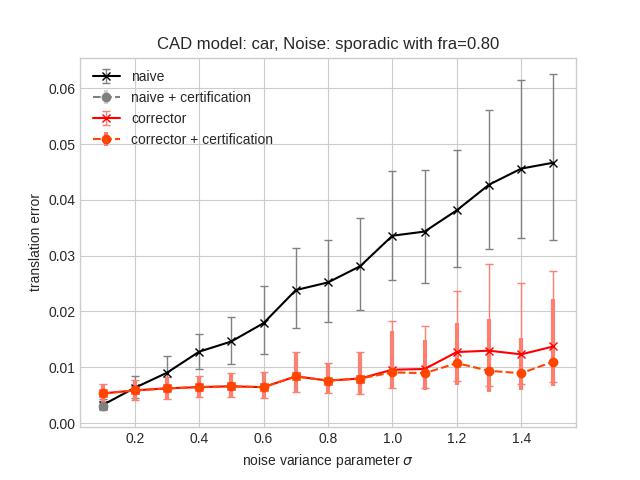 CAD model: car, Noise: sporadic with fra=0.80
naive
naive + certification
corrector
corrector + certification
translation error
0.06
0.05
0.04
0.03
0.02
0.01
0.00
0.2 0.4 0.6 0.8 1.0 1.2 1.4
noise variance parameter σ